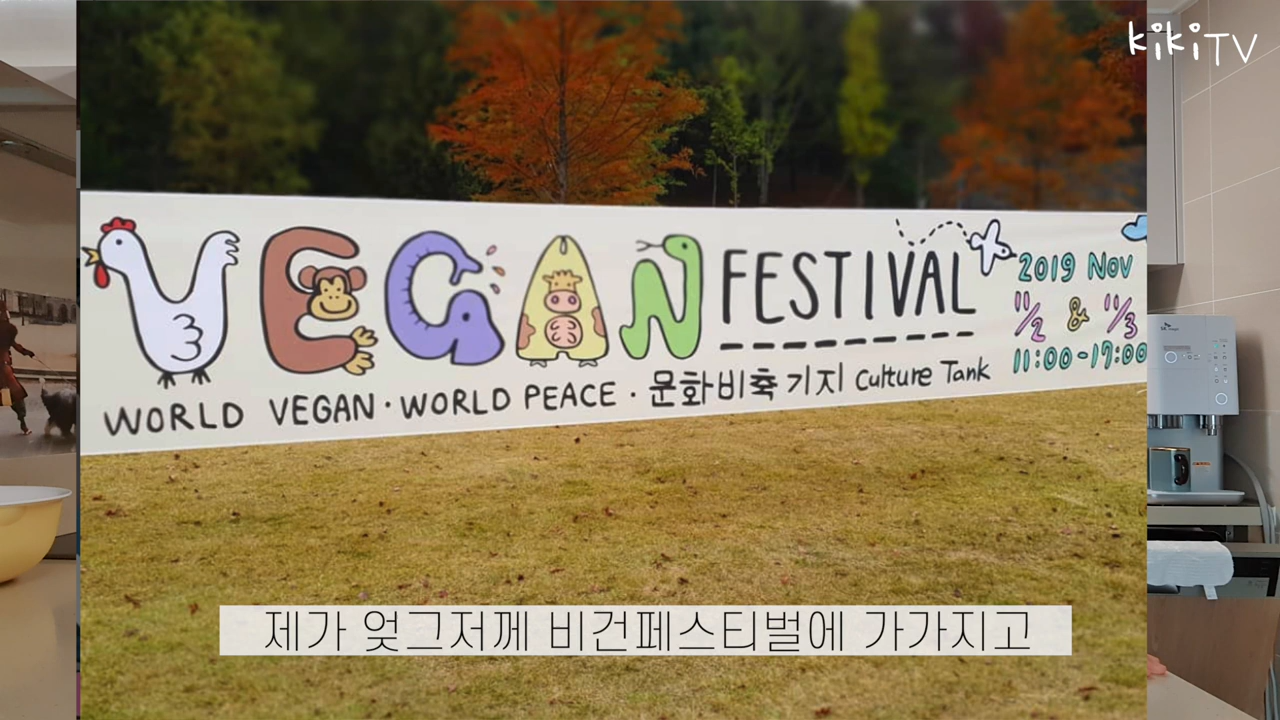 kiki TV
VEGAN FESTIVAL
2019 Nov
11/2 & 11/3
11:00-17:00
WORLD VEGAN · WORLD PEACE · 문화비축기지 Culture Tank
제가 엊그저께 비건페스티벌에 가가지고